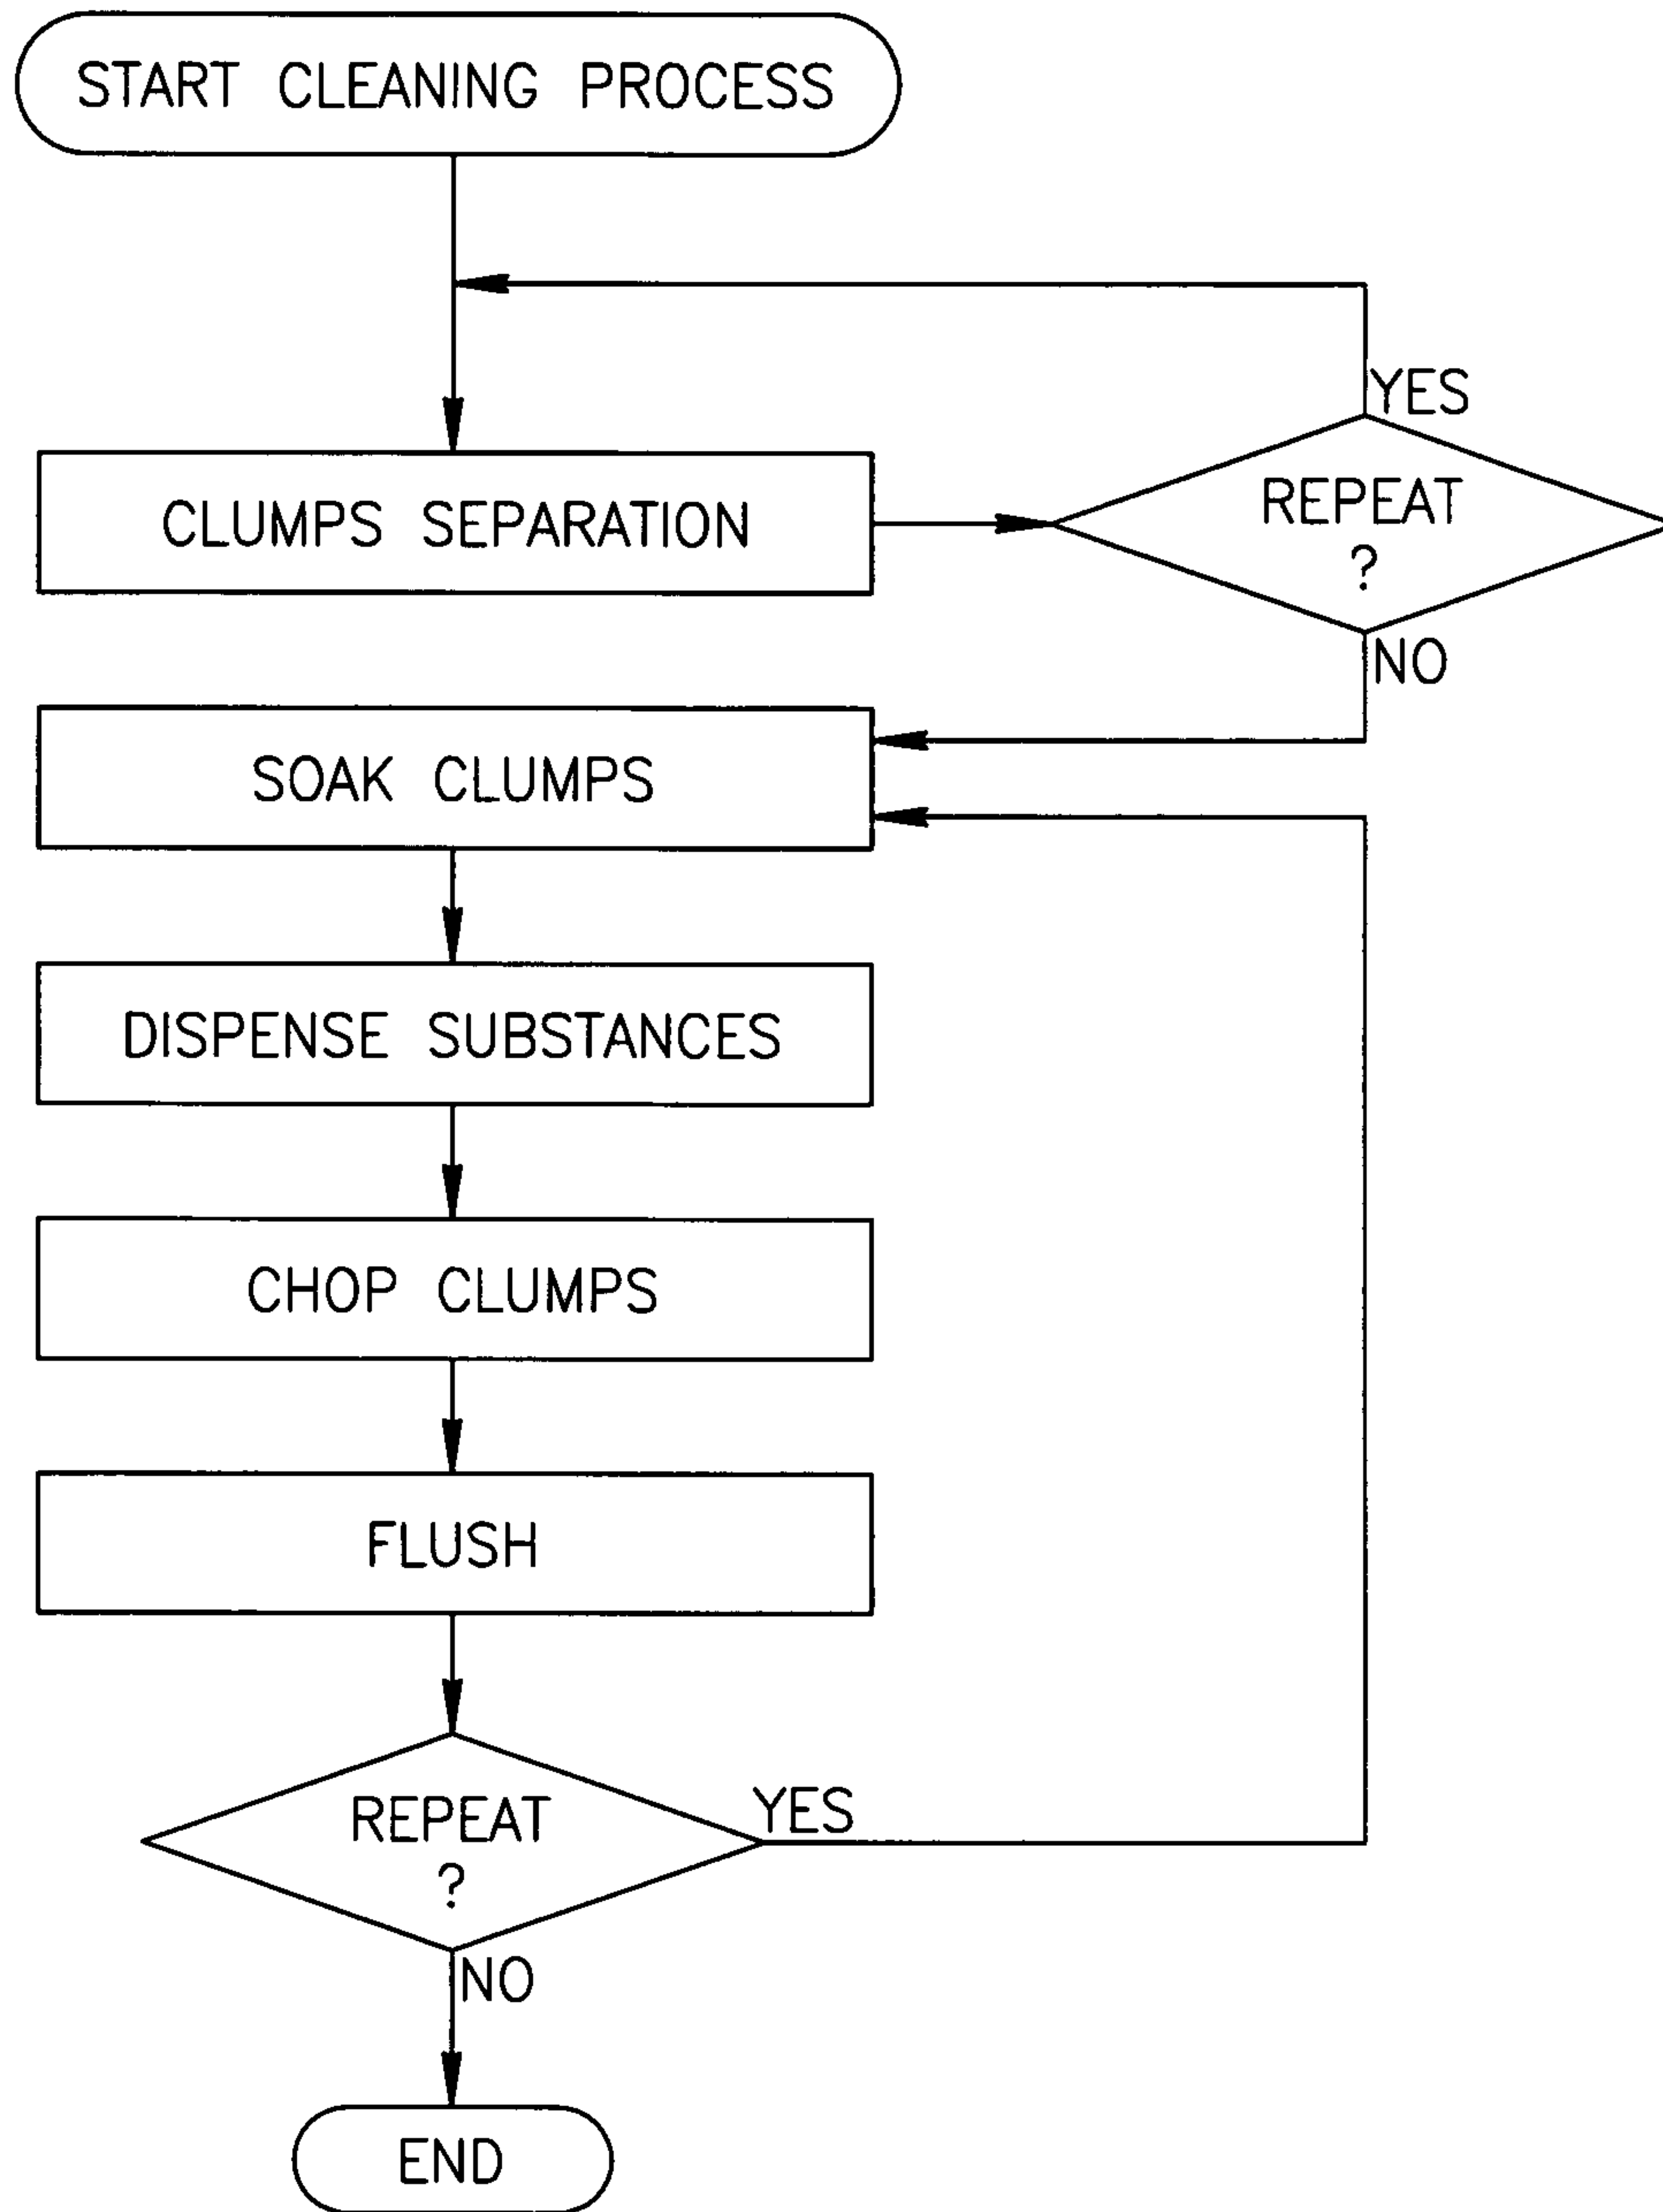 START CLEANING PROCESS
YES
CLUMPS SEPARATION
REPEAT
?
NO
SOAK CLUMPS
DISPENSE SUBSTANCES
CHOP CLUMPS
FLUSH
REPEAT
?
YES
NO
END